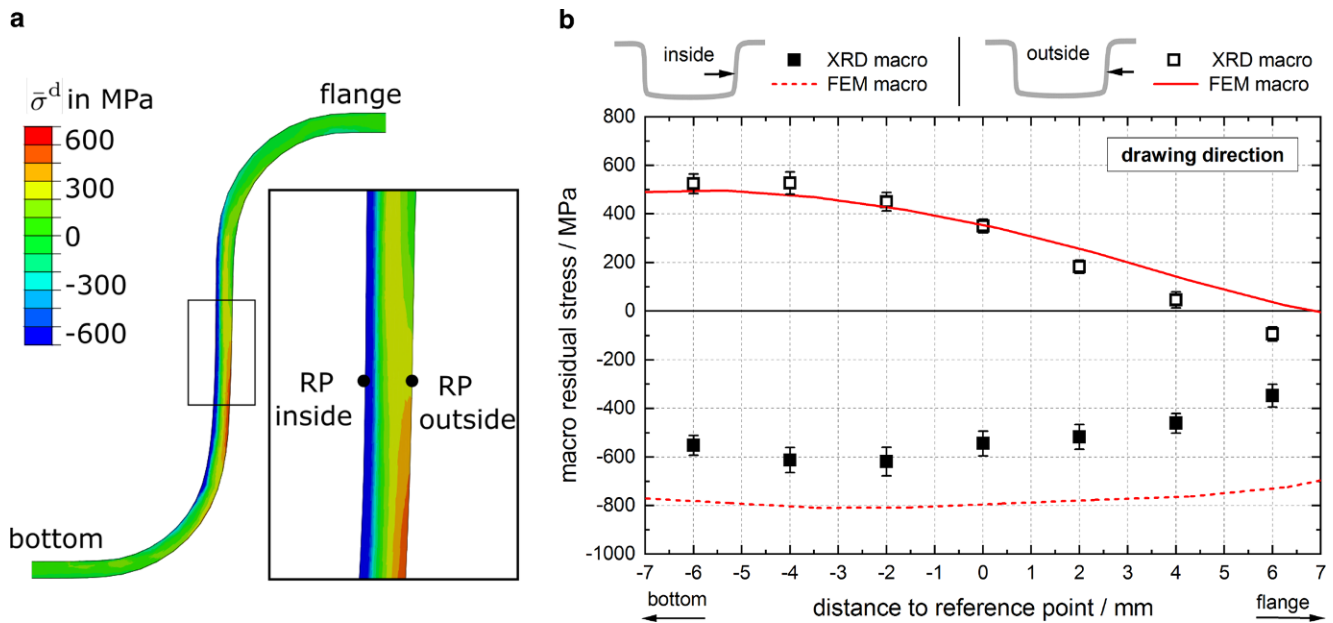 a
σ̄ᵈ in MPa
600
300
0
-300
-600
flange
RP
inside
RP
outside
bottom
b
inside
XRD macro
FEM macro
outside
XRD macro
FEM macro
drawing direction
macro residual stress / MPa
800
600
400
200
0
-200
-400
-600
-800
-1000
-7 -6 -5 -4 -3 -2 -1 0 1 2 3 4 5 6 7
bottom
distance to reference point / mm
flange